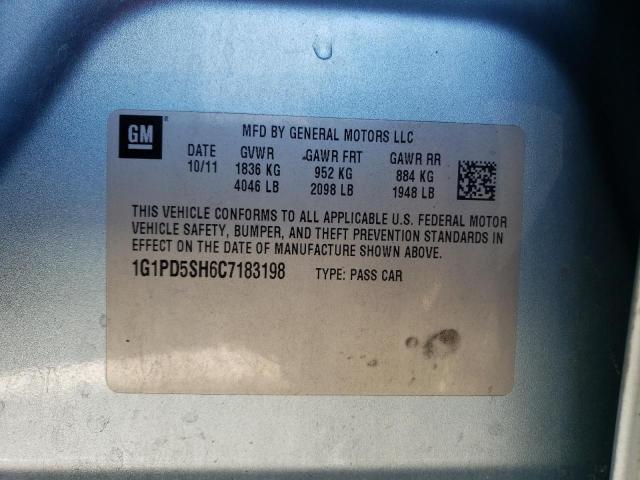 GM ®
MFD BY GENERAL MOTORS LLC
DATE GVWR GAWR FRT GAWR RR
10/11 1836 KG 952 KG 884 KG
4046 LB 2098 LB 1948 LB
THIS VEHICLE CONFORMS TO ALL APPLICABLE U.S. FEDERAL MOTOR
VEHICLE SAFETY, BUMPER, AND THEFT PREVENTION STANDARDS IN
EFFECT ON THE DATE OF MANUFACTURE SHOWN ABOVE.
1G1PD5SH6C7183198 TYPE: PASS CAR